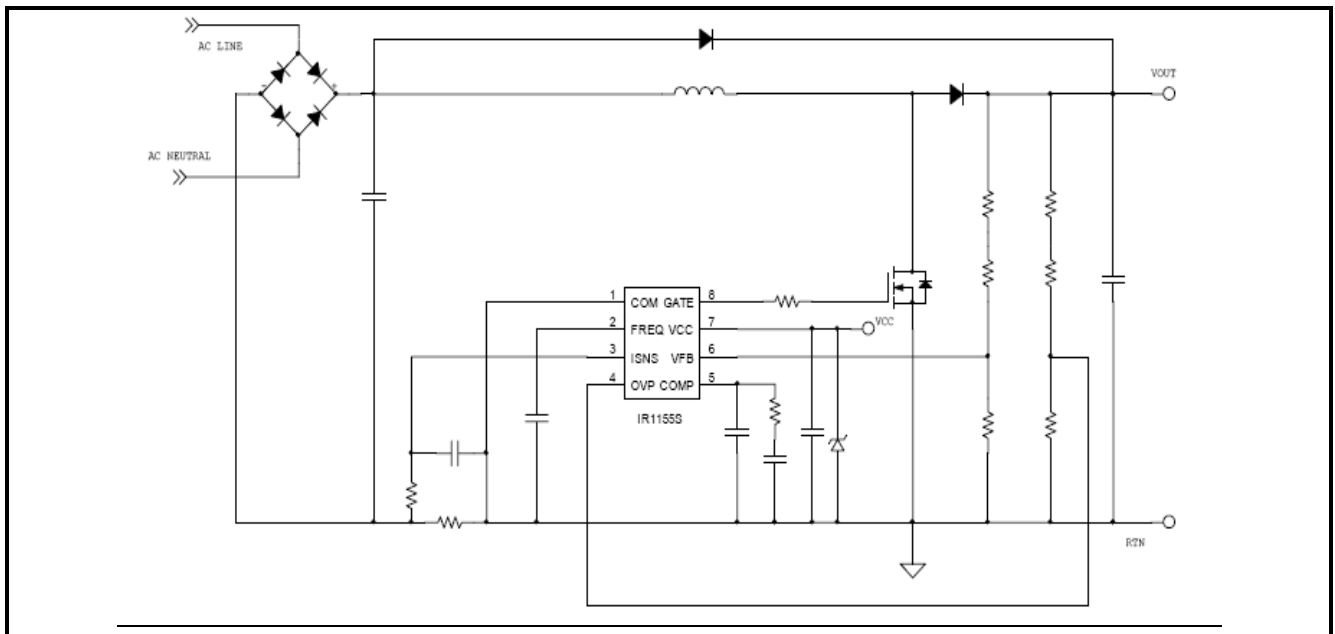 AC LINE
VOUT
AC NEUTRAL
- +
1 COM GATE 8
VCC
2 FREQ VCC 7
3 ISNS VFB 6
4 OVP COMP 5
IR1155S
RTN